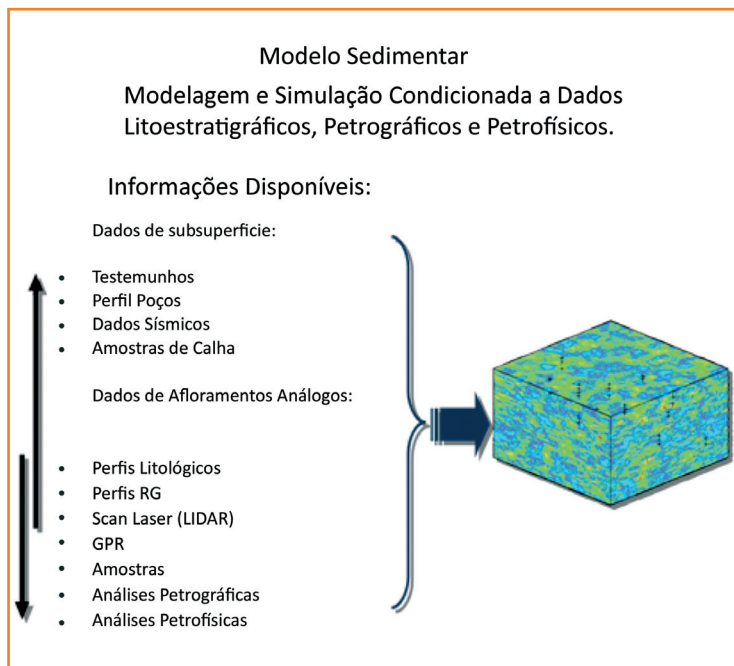 Modelo Sedimentar
Modelagem e Simulação Condicionada a Dados
Litoestratigráficos, Petrográficos e Petrofísicos.
Informações Disponíveis:
Dados de subsuperficie:
• Testemunhos
• Perfil Poços
• Dados Sísmicos
• Amostras de Calha
Dados de Afloramentos Análogos:
• Perfis Litológicos
• Perfis RG
• Scan Laser (LIDAR)
• GPR
• Amostras
• Análises Petrográficas
• Análises Petrofísicas